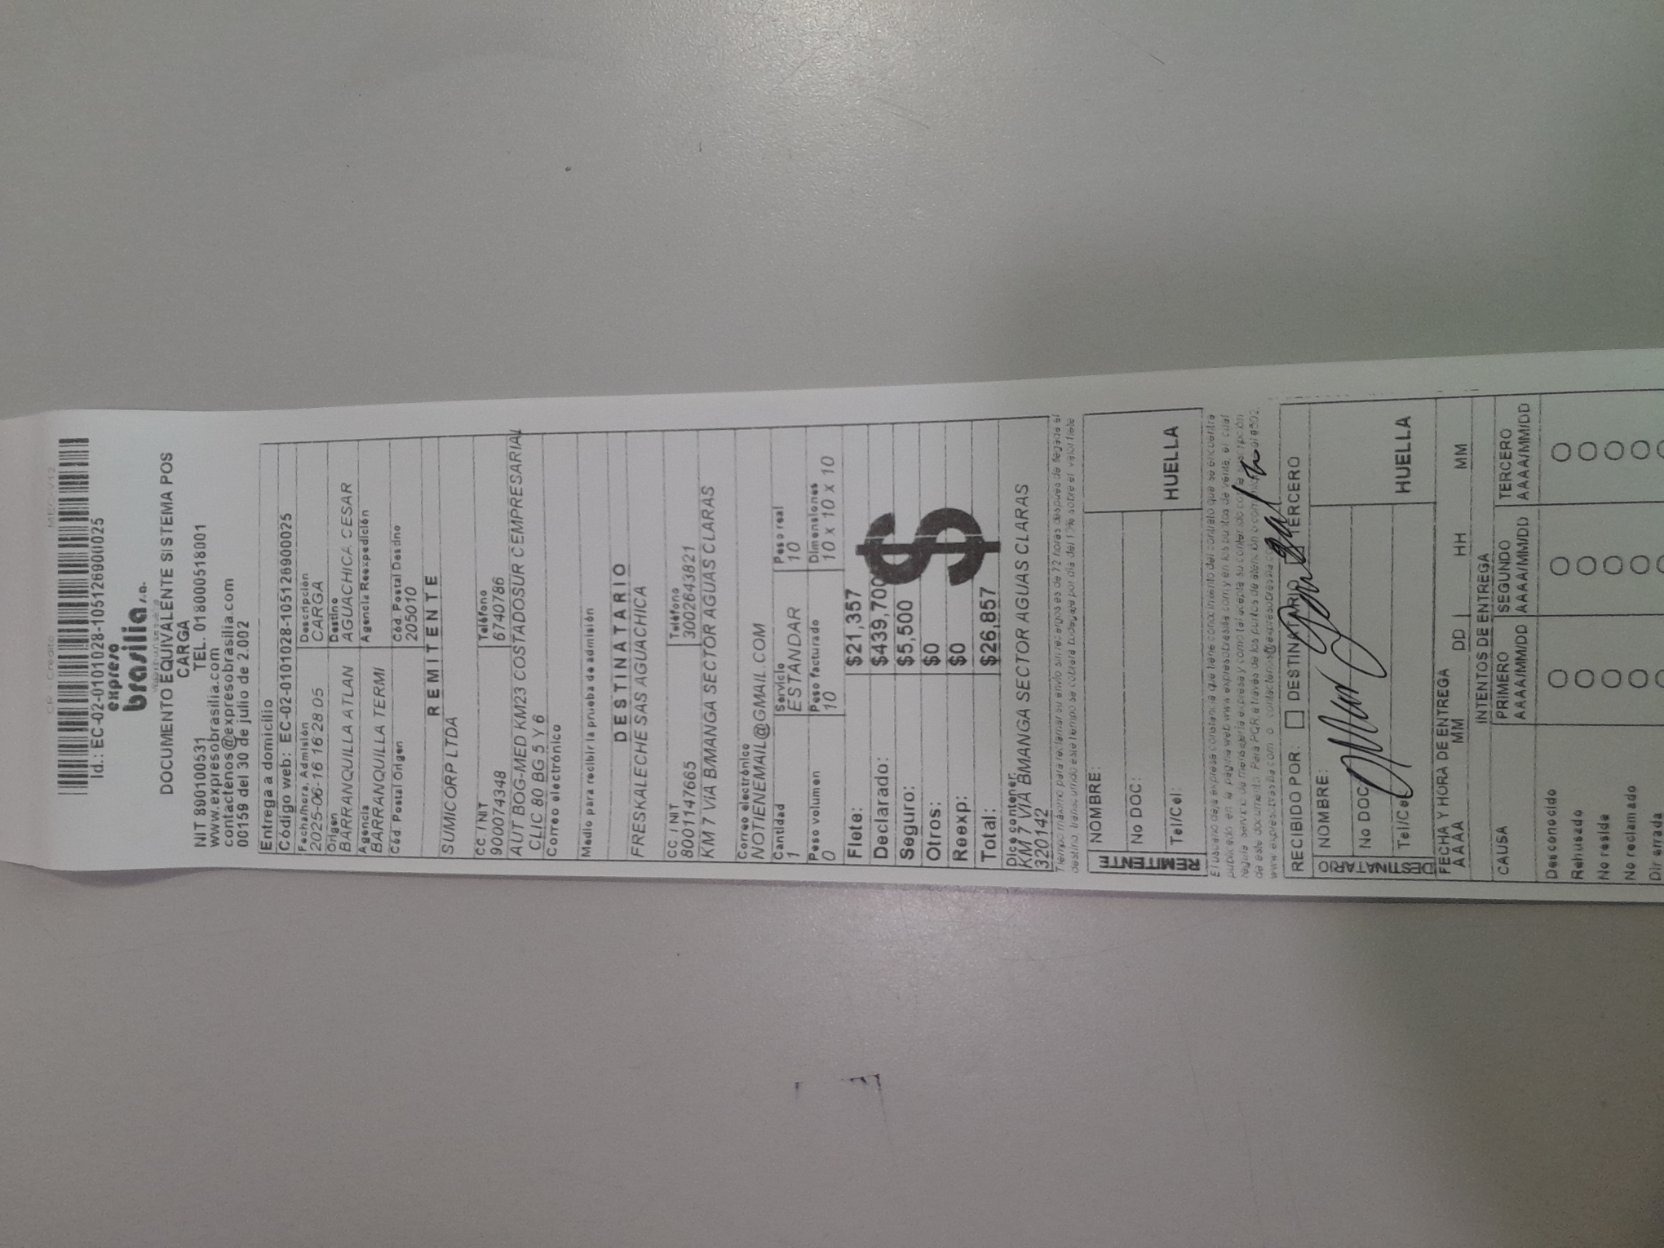 CR - Credito
Id.: EC-02-0101028-105126900025
expreso
brasilia s.a.
DOCUMENTO EQUIVALENTE SISTEMA POS
CARGA
NIT 890100531 TEL. 018000518001
www.expresobrasilia.com
contactenos@expresobrasilia.com
00159 del 30 de julio de 2.002
Entrega a domicilio
Código web: EC-02-0101028-105126900025
Fecha/hora, Admisión Descripción
2025-06-16 16 28 05 CARGA
Origen Destino
BARRANQUILLA ATLAN AGUACHICA CESAR
Agencia Agencia Reexpedición
BARRANQUILLA TERMI
Cód. Postal Origen Cód. Postal Destino
205010
REMITENTE
SUMICORP LTDA
CC / NIT Teléfono
900074348 6740786
AUT BOG-MED KM23 COSTADOSUR CEMPRESARIAL
CLIC 80 BG 5 Y 6
Correo electrónico
Medio para recibir la prueba de admisión
DESTINATARIO
FRESKALECHE SAS AGUACHICA
CC / NIT Teléfono
8001147665 3002643821
KM 7 VIA B/MANGA SECTOR AGUAS CLARAS
Correo electrónico
NOTIENEMAIL@GMAIL.COM
Cantidad Servicio Peso real
1 ESTANDAR 10
Peso volumen Peso facturado Dimensiones
0 10 10 x 10 x 10
Flete: $21,357
Declarado: $439,700
Seguro: $5,500
Otros: $0
Reexp: $0
Total: $26,857
$
Dice contener:
KM 7 VIA BMANGA SECTOR AGUAS CLARAS
320142
REMITENTE
NOMBRE:
No DOC:
Tel/Cel:
HUELLA
RECIBIDO POR: DESTINATARIO TERCERO
DESTINATARIO
NOMBRE:
No DOC
Tel/Cel
HUELLA
FECHA Y HORA DE ENTREGA
AAAA MM DD HH MM
INTENTOS DE ENTREGA
CAUSA PRIMERO SEGUNDO TERCERO
AAA/MM/DD AAAA/MM/DD AAAA/MM/DD
Desconocido
Rehusado
No reside
No reclamado
Dir errada